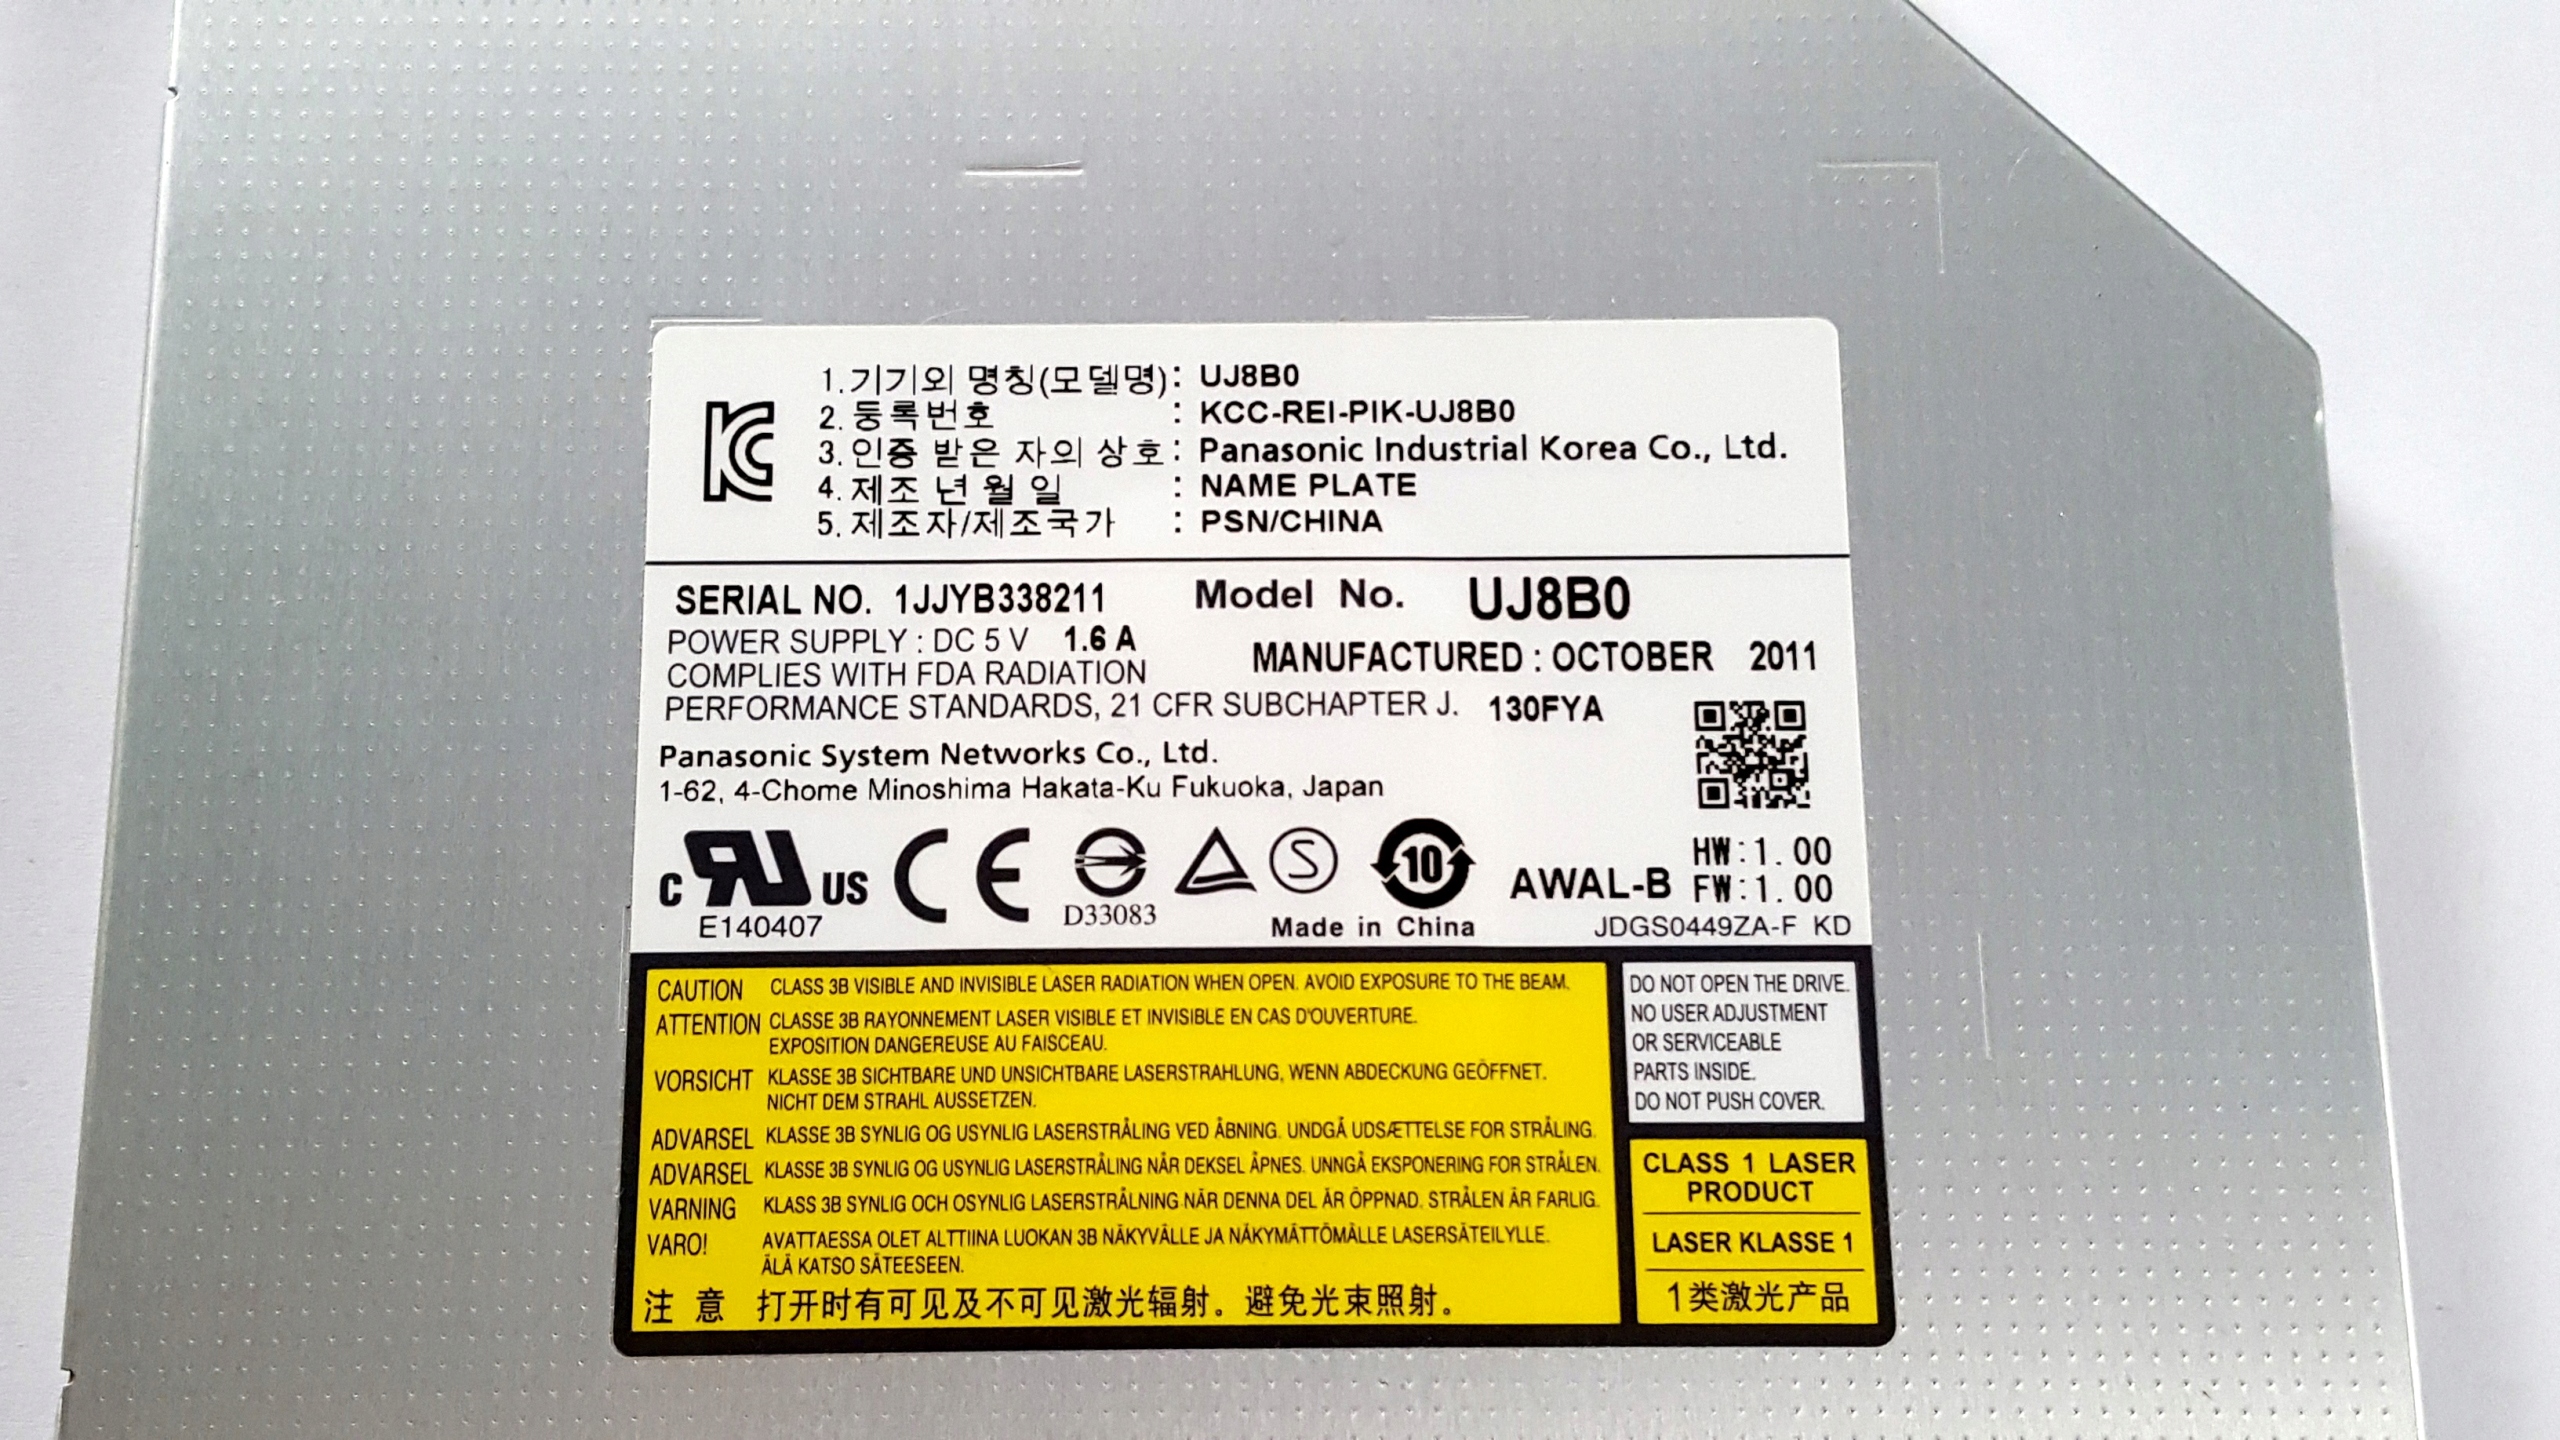 1.기기외 명칭(모델명): UJ8B0
2.등록번호 : KCC-REI-PIK-UJ8B0
3.인증 받은 자의 상호: Panasonic Industrial Korea Co., Ltd.
4.제조 년 월 일 : NAME PLATE
5.제조자/제조국가 : PSN/CHINA
SERIAL NO. 1JJYB338211 Model No. UJ8B0
POWER SUPPLY : DC 5 V 1.6 A
MANUFACTURED : OCTOBER 2011
COMPLIES WITH FDA RADIATION
PERFORMANCE STANDARDS, 21 CFR SUBCHAPTER J. 130FYA
Panasonic System Networks Co., Ltd.
1-62, 4-Chome Minoshima Hakata-Ku Fukuoka, Japan
C RU US CE S 10
E140407
D33083
Made in China
AWAL-B
HW:1.00
FW:1.00
JDGS0449ZA-F KD
CAUTION CLASS 3B VISIBLE AND INVISIBLE LASER RADIATION WHEN OPEN. AVOID EXPOSURE TO THE BEAM.
ATTENTION CLASSE 3B RAYONNEMENT LASER VISIBLE ET INVISIBLE EN CAS D'OUVERTURE.
EXPOSITION DANGEREUSE AU FAISCEAU.
VORSICHT KLASSE 3B SICHTBARE UND UNSICHTBARE LASERSTRAHLUNG, WENN ABDECKUNG GEÖFFNET.
NICHT DEM STRAHL AUSSETZEN.
ADVARSEL KLASSE 3B SYNLIG OG USYNLIG LASERSTRÅLING VED ÅBNING. UNDGÅ UDSÆTTELSE FOR STRÅLING.
ADVARSEL KLASSE 3B SYNLIG OG USYNLIG LASERSTRÅLING NÅR DEKSEL ÅPNES. UNNGÅ EKSPONERING FOR STRÅLEN.
VARNING KLASS 3B SYNLIG OCH OSYNLIG LASERSTRÅLNING NÄR DENNA DEL ÄR ÖPPNAD. STRÅLEN ÄR FARLIG.
VARO! AVATTAESSA OLET ALTTIINA LUOKAN 3B NÄKYVÄLLE JA NÄKYMÄTTÖMÄLLE LASERSÄTEILYLLE.
ÄLÄ KATSO SÄTEESEEN.
注 意 打开时有可见及不可见激光辐射。避免光束照射。
DO NOT OPEN THE DRIVE.
NO USER ADJUSTMENT
OR SERVICEABLE
PARTS INSIDE.
DO NOT PUSH COVER.
CLASS 1 LASER
PRODUCT
LASER KLASSE 1
1类激光产品